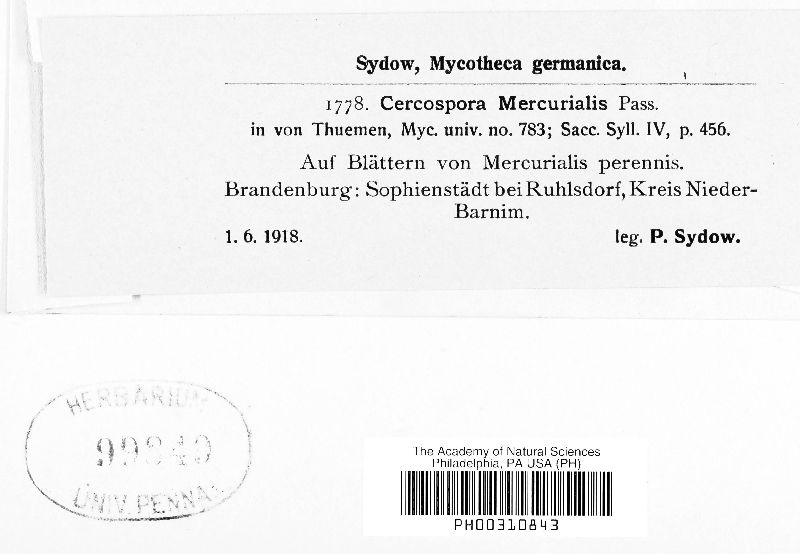 Sydow, Mycotheca germanica.
1778. Cercospora Mercurialis Pass.
in von Thuemen, Myc. univ. no. 783; Sacc. Syll. IV, p. 456.
Auf Blättern von Mercurialis perennis.
Brandenburg: Sophienstädt bei Ruhlsdorf, Kreis Nieder-
Barnim.
1. 6. 1918. leg. P. Sydow.
HERBARIUM
99849
UNIV. PENNA.
The Academy of Natural Sciences
Philadelphia, PA USA (PH)
PH00310843